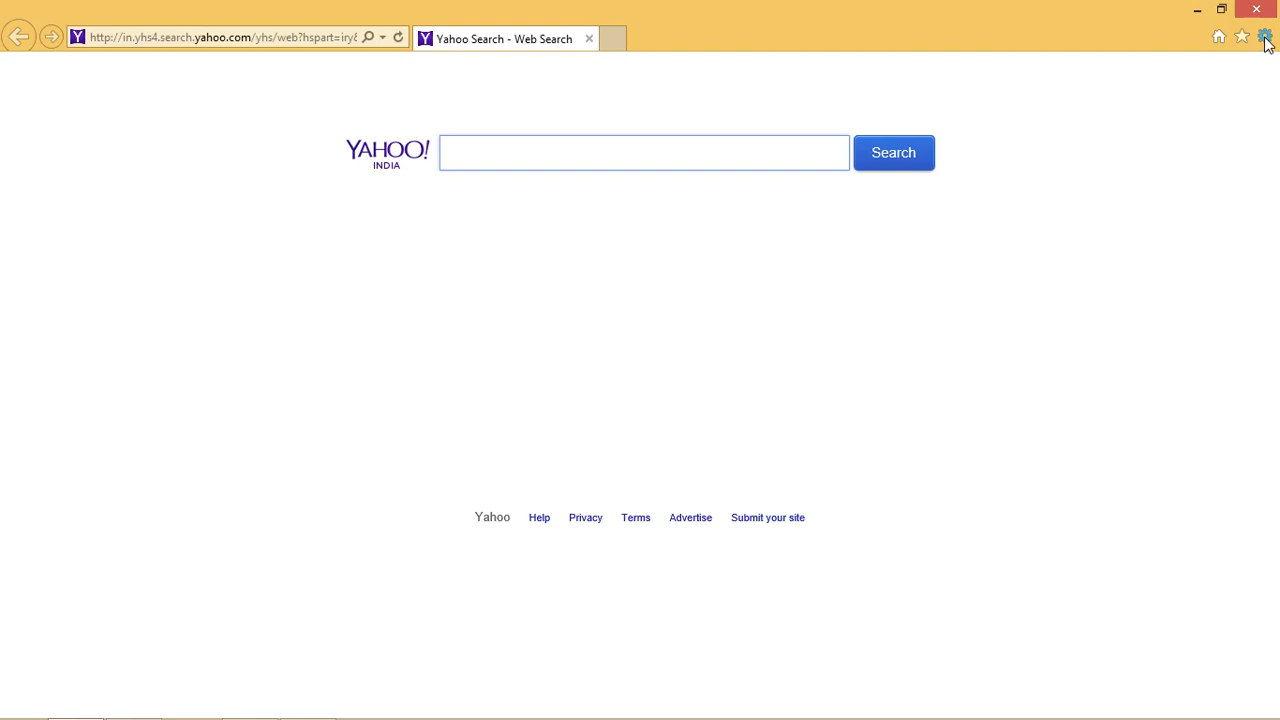 http://in.yhs4.search.yahoo.com/yhs/web?hspart=iry&
Yahoo Search - Web Search
YAHOO!
INDIA
Search
Yahoo Help Privacy Terms Advertise Submit your site